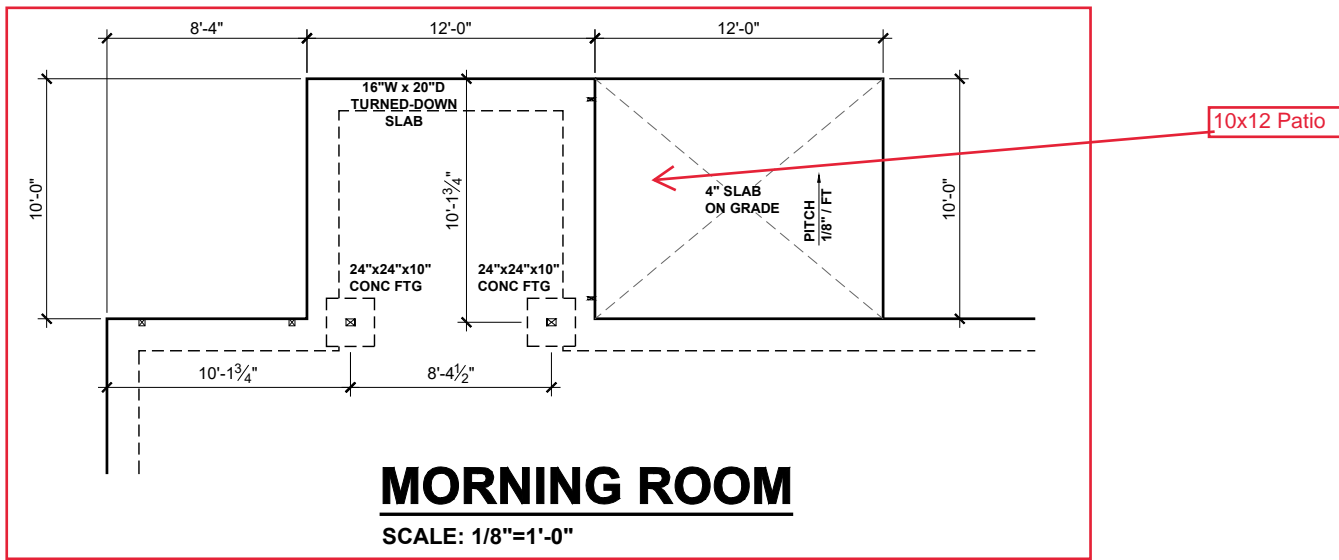 8'-4"
12'-0"
12'-0"
16"W x 20"D
TURNED-DOWN
SLAB
10x12 Patio
10'-0"
10'-1¾"
4" SLAB
ON GRADE
PITCH
1/8" / FT
10'-0"
24"x24"x10"
CONC FTG
24"x24"x10"
CONC FTG
10'-1¾"
8'-4½"
MORNING ROOM
SCALE: 1/8"=1'-0"